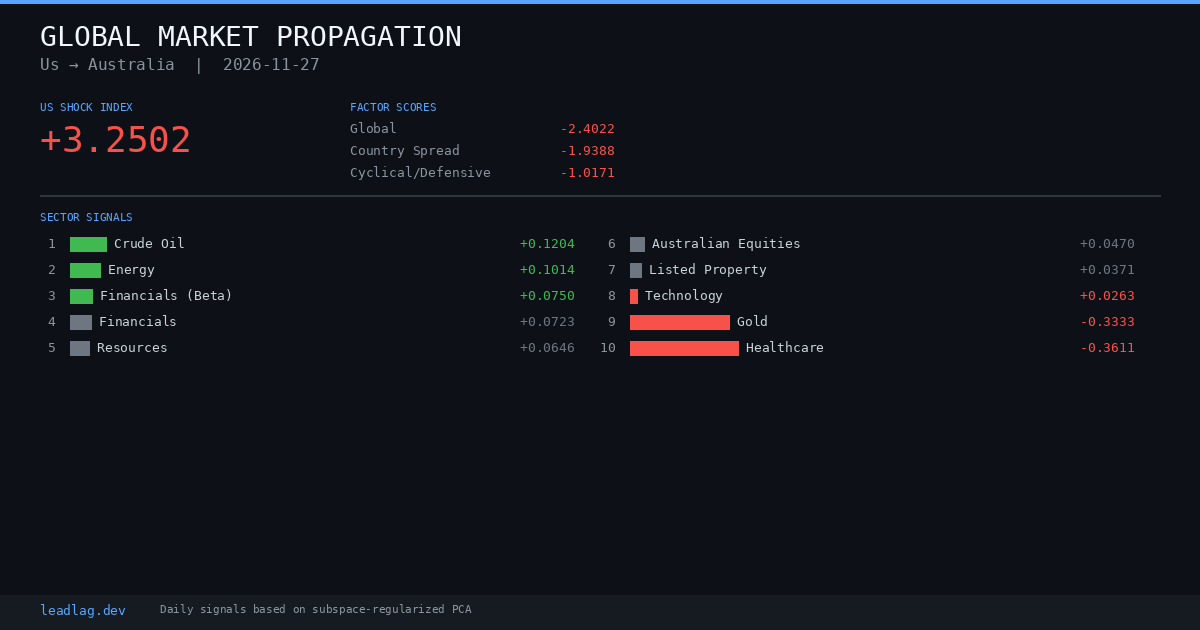 GLOBAL MARKET PROPAGATION
Us → Australia | 2026-11-27
US SHOCK INDEX
+3.2502
FACTOR SCORES
Global -2.4022
Country Spread -1.9388
Cyclical/Defensive -1.0171
SECTOR SIGNALS
1 Crude Oil +0.1204
2 Energy +0.1014
3 Financials (Beta) +0.0750
4 Financials +0.0723
5 Resources +0.0646
6 Australian Equities +0.0470
7 Listed Property +0.0371
8 Technology +0.0263
9 Gold -0.3333
10 Healthcare -0.3611
leadlag.dev Daily signals based on subspace-regularized PCA